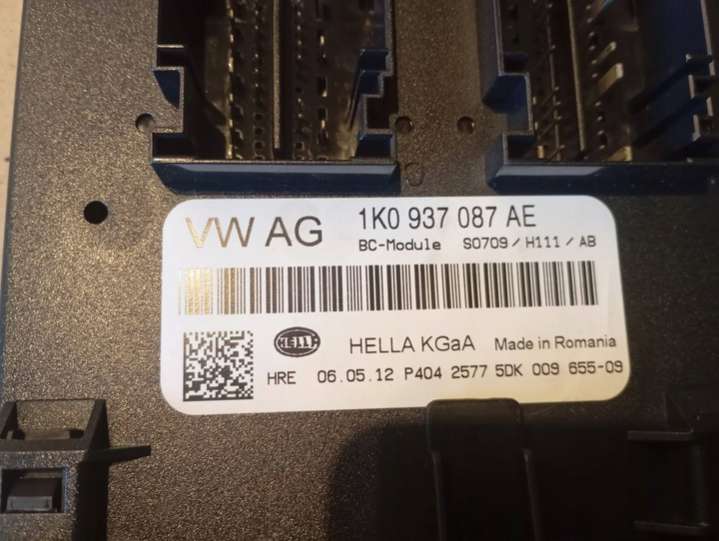 VW AG
1K0 937 087 AE
BC-Module S0709/H111/AB
HELLA
HELLA KGaA Made in Romania
HRE 06.05.12 P404 2577 5DK 009 655-09